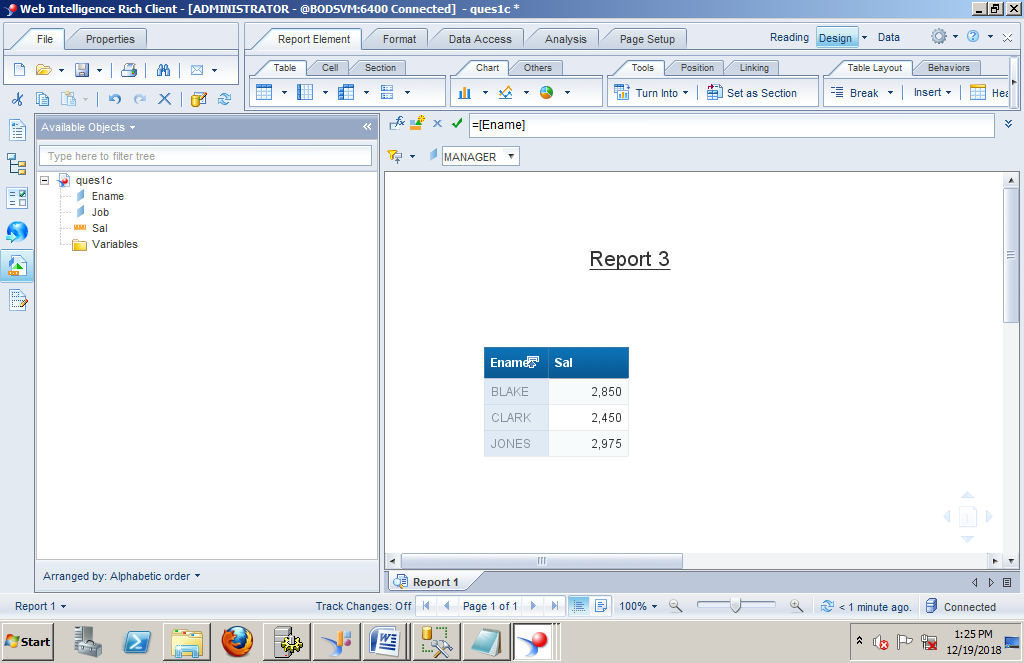 Web Intelligence Rich Client - [ADMINISTRATOR - @BODSVM:6400 Connected] - ques1c *
File Properties
Report Element Format Data Access Analysis Page Setup
Reading Design Data
Table Cell Section Chart Others Tools Position Linking Table Layout Behaviors
Turn Into Set as Section Break Insert Hea
Available Objects
=[Ename]
Type here to filter tree
MANAGER
ques1c
Ename
Job
Sal
Variables
Report 3
Ename Sal
BLAKE 2,850
CLARK 2,450
JONES 2,975
Arranged by: Alphabetic order
Report 1
Report 1 Track Changes: Off Page 1 of 1 100% < 1 minute ago. Connected
Start
1:25 PM
12/19/2018